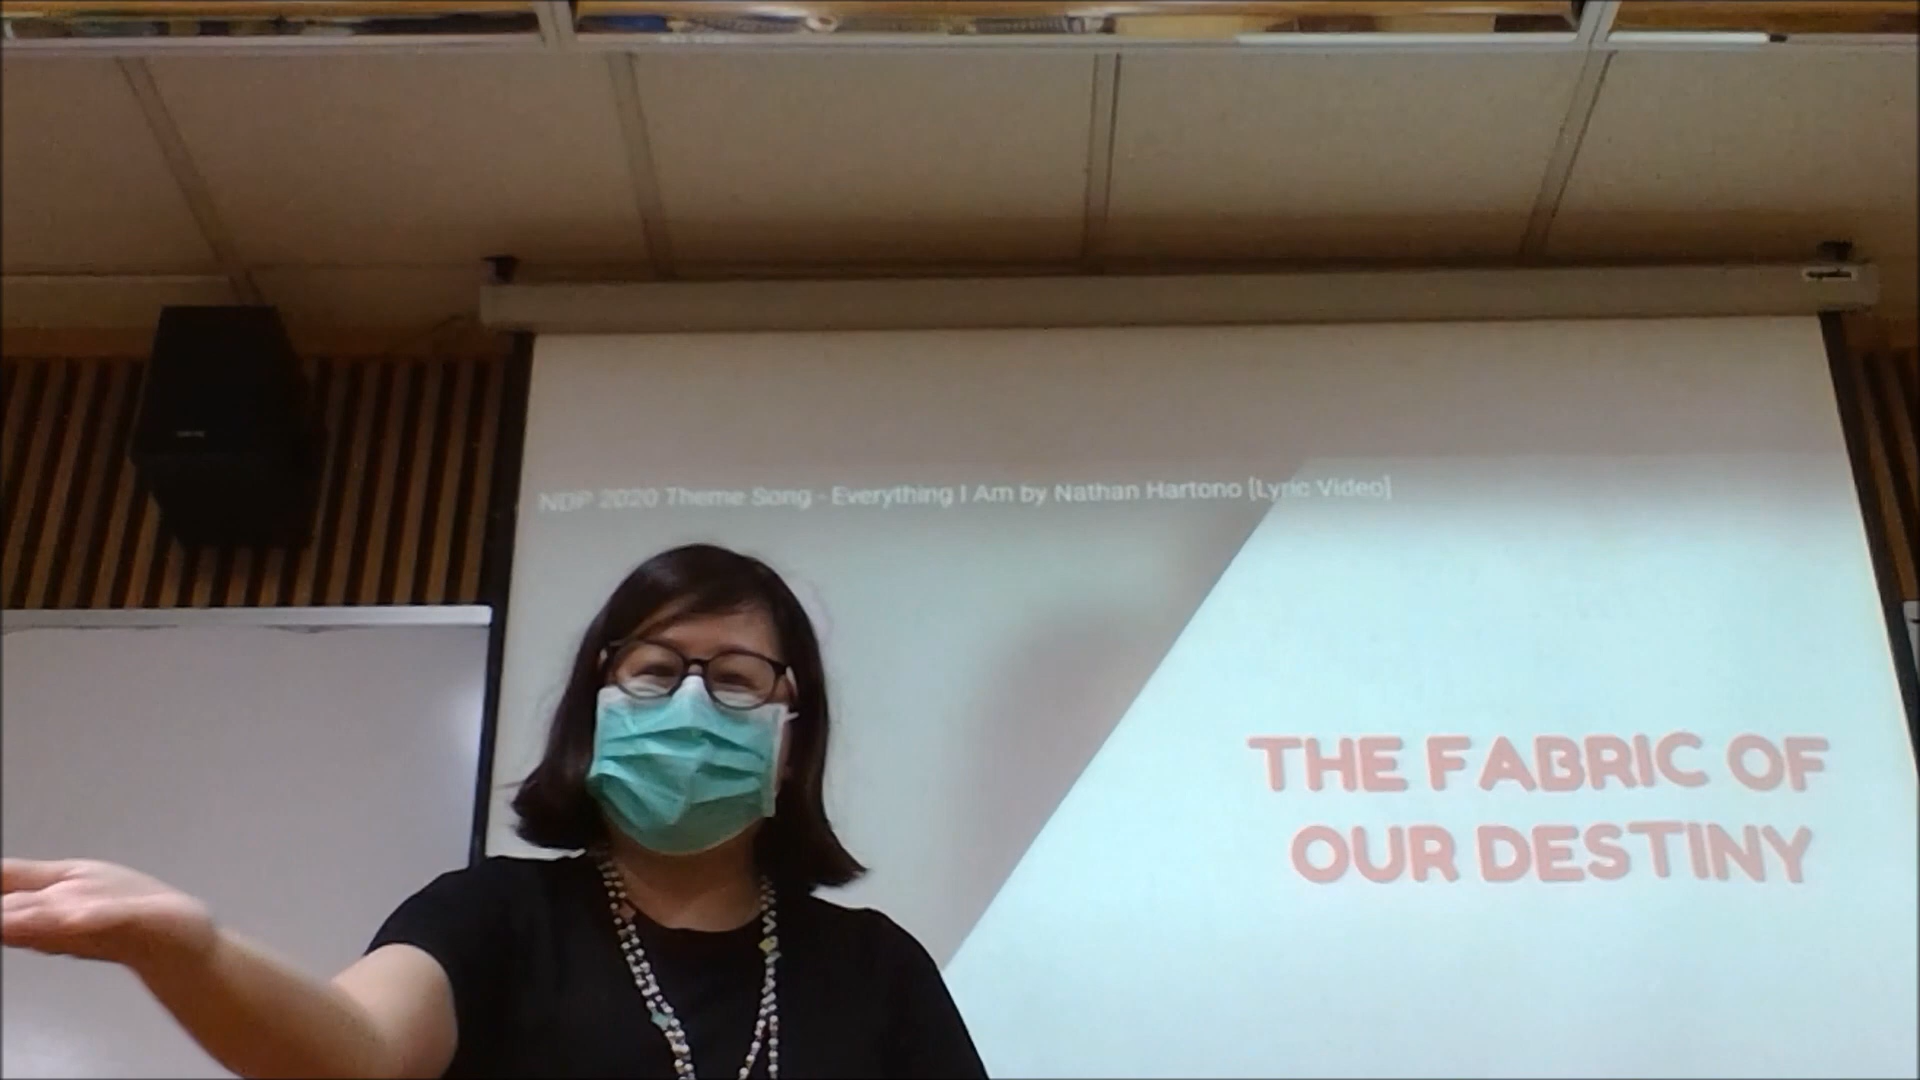 NDP 2020 Theme Song - Everything I Am by Nathan Hartono [Lyric Video]
THE FABRIC OF
OUR DESTINY